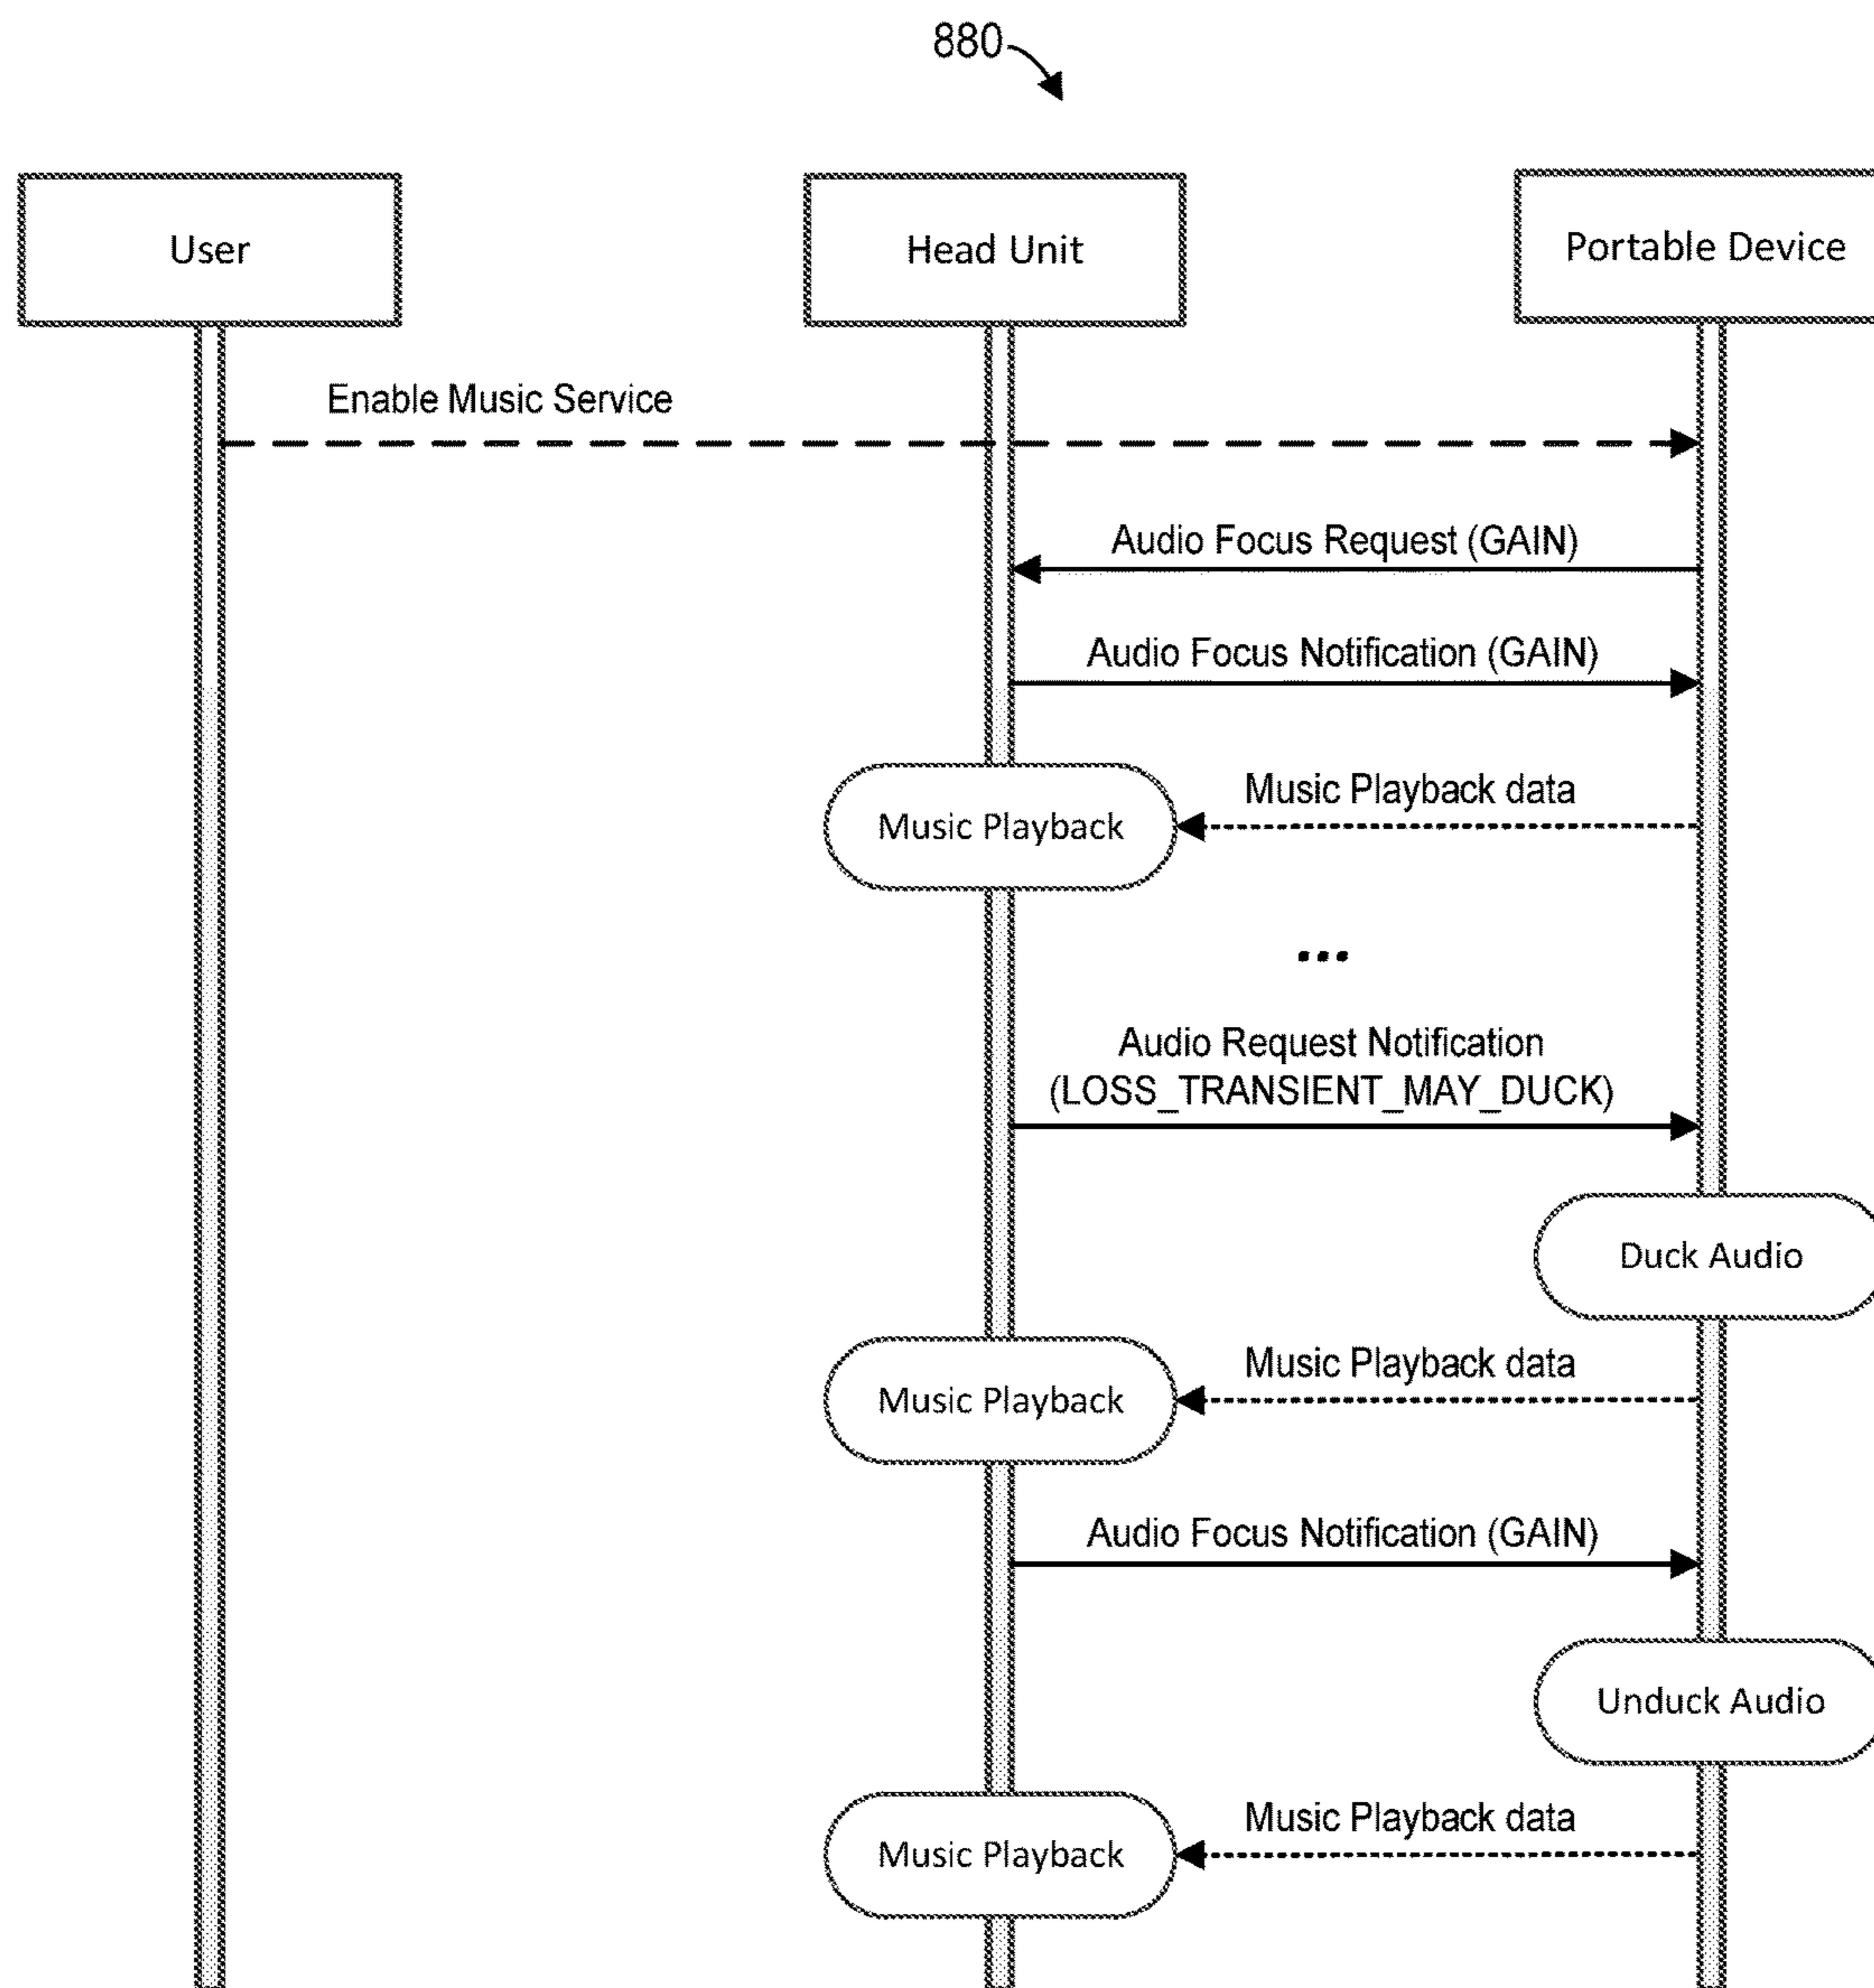 880
User
Head Unit
Portable Device
Enable Music Service
Audio Focus Request (GAIN)
Audio Focus Notification (GAIN)
Music Playback data
Music Playback
...
Audio Request Notification
(LOSS_TRANSIENT_MAY_DUCK)
Duck Audio
Music Playback data
Music Playback
Audio Focus Notification (GAIN)
Unduck Audio
Music Playback data
Music Playback